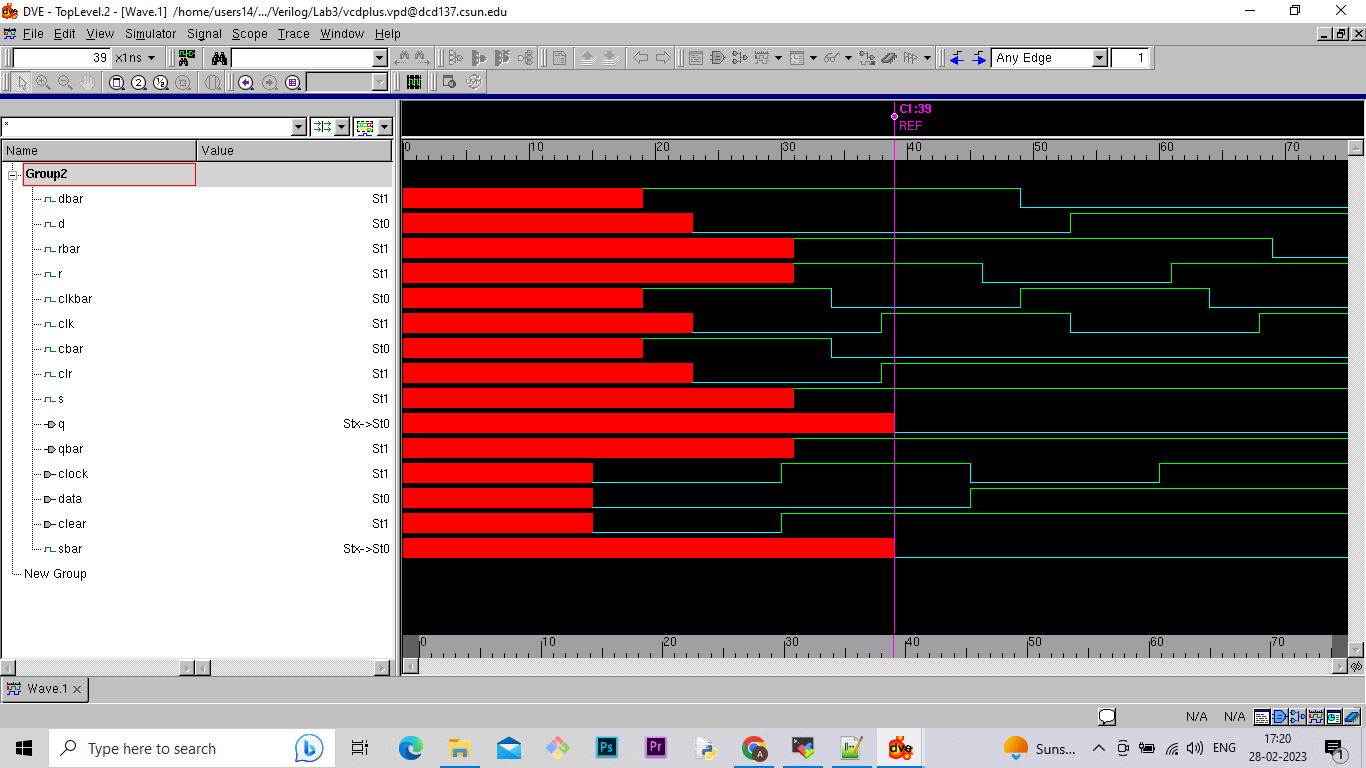 DVE - TopLevel.2 - [Wave.1] /home/users14/.../Verilog/Lab3/vcdplus.vpd@dcd137.csun.edu
File Edit View Simulator Signal Scope Trace Window Help
39 x1ns Any Edge 1
C1:39
REF
*
Name Value
0 10 20 30 40 50 60 70
Group2
dbar St1
d St0
rbar St1
r St1
clkbar St0
clk St1
cbar St0
clr St1
s St1
q Stx->St0
qbar St1
clock St1
data St0
clear St1
sbar Stx->St0
New Group
0 10 20 30 40 50 60 70
Wave.1
N/A N/A
Type here to search
Ps
Pr
A
dve
Suns...
ENG
17:20
28-02-2023
1